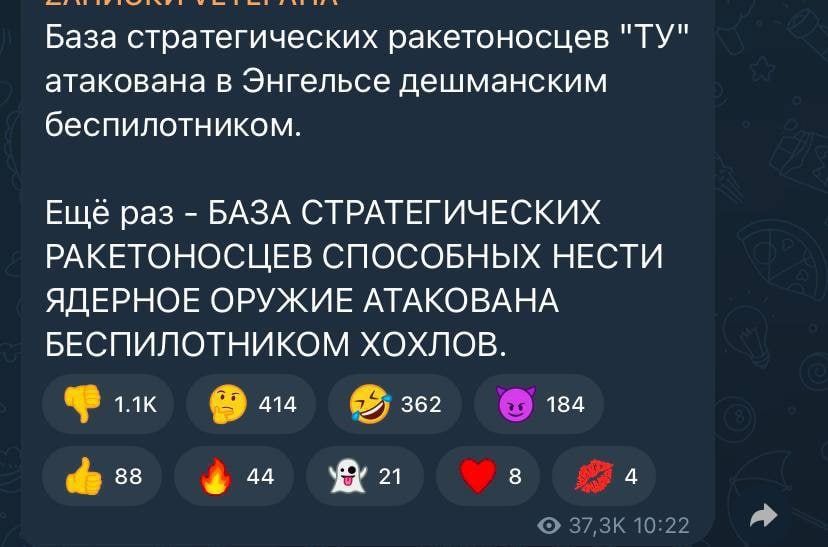 База стратегических ракетоносцев "ТУ"
атакована в Энгельсе дешманским
беспилотником.
Ещё раз - БАЗА СТРАТЕГИЧЕСКИХ
РАКЕТОНОСЦЕВ СПОСОБНЫХ НЕСТИ
ЯДЕРНОЕ ОРУЖИЕ АТАКОВАНА
БЕСПИЛОТНИКОМ ХОХЛОВ.
1.1K 414 362 184
88 44 21 8 4
37,3K 10:22